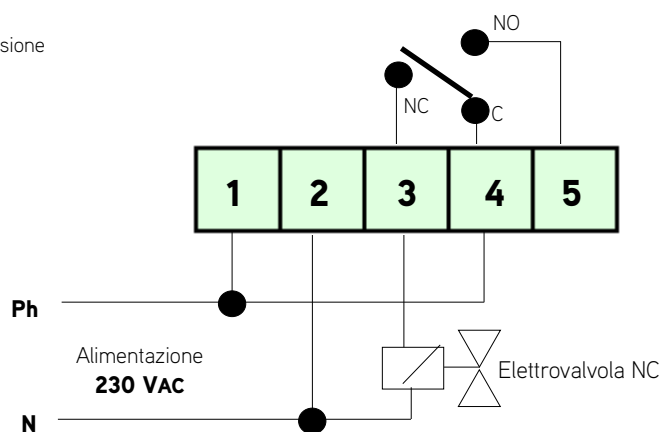 sione
NO
NC
C
1 2 3 4 5
Ph
Alimentazione
230 VAC
Elettrovalvola NC
N